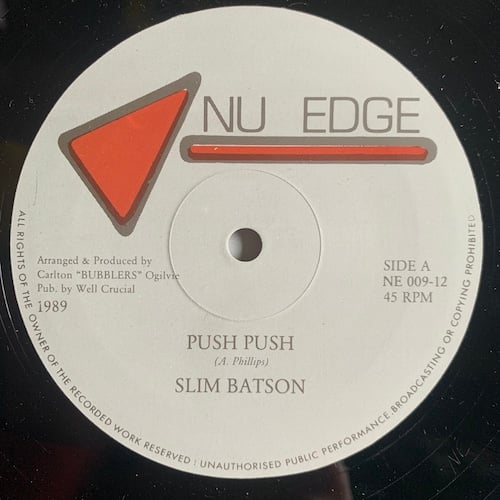 NU EDGE
Arranged & Produced by
Carlton "BUBBLERS" Ogilvie
Pub. by Well Crucial
1989
SIDE A
NE 009-12
45 RPM
PUSH PUSH
(A. Phillips)
SLIM BATSON
ALL RIGHTS OF THE OWNER OF THE RECORDED WORK RESERVED : UNAUTHORISED PUBLIC PERFORMANCE, BROADCASTING OR COPYING PROHIBITED